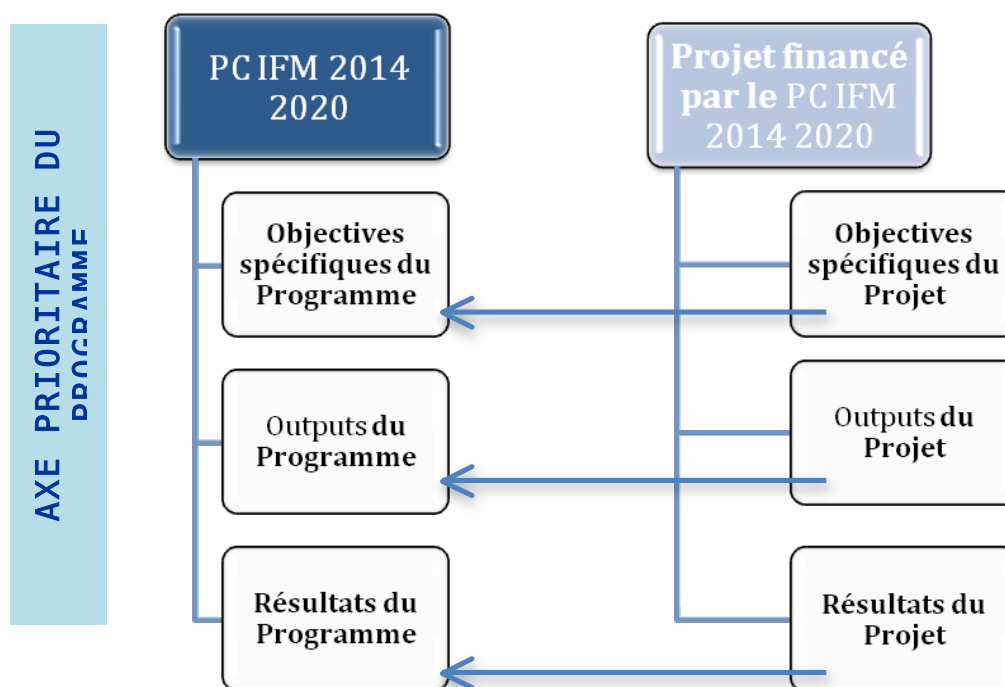 AXE PRIORITAIRE DU
PROGRAMME
PC IFM 2014
2020
Objectives
spécifiques du
Programme
Outputs du
Programme
Résultats du
Programme
Projet financé
par le PC IFM
2014 2020
Objectives
spécifiques du
Projet
Outputs du
Projet
Résultats du
Projet